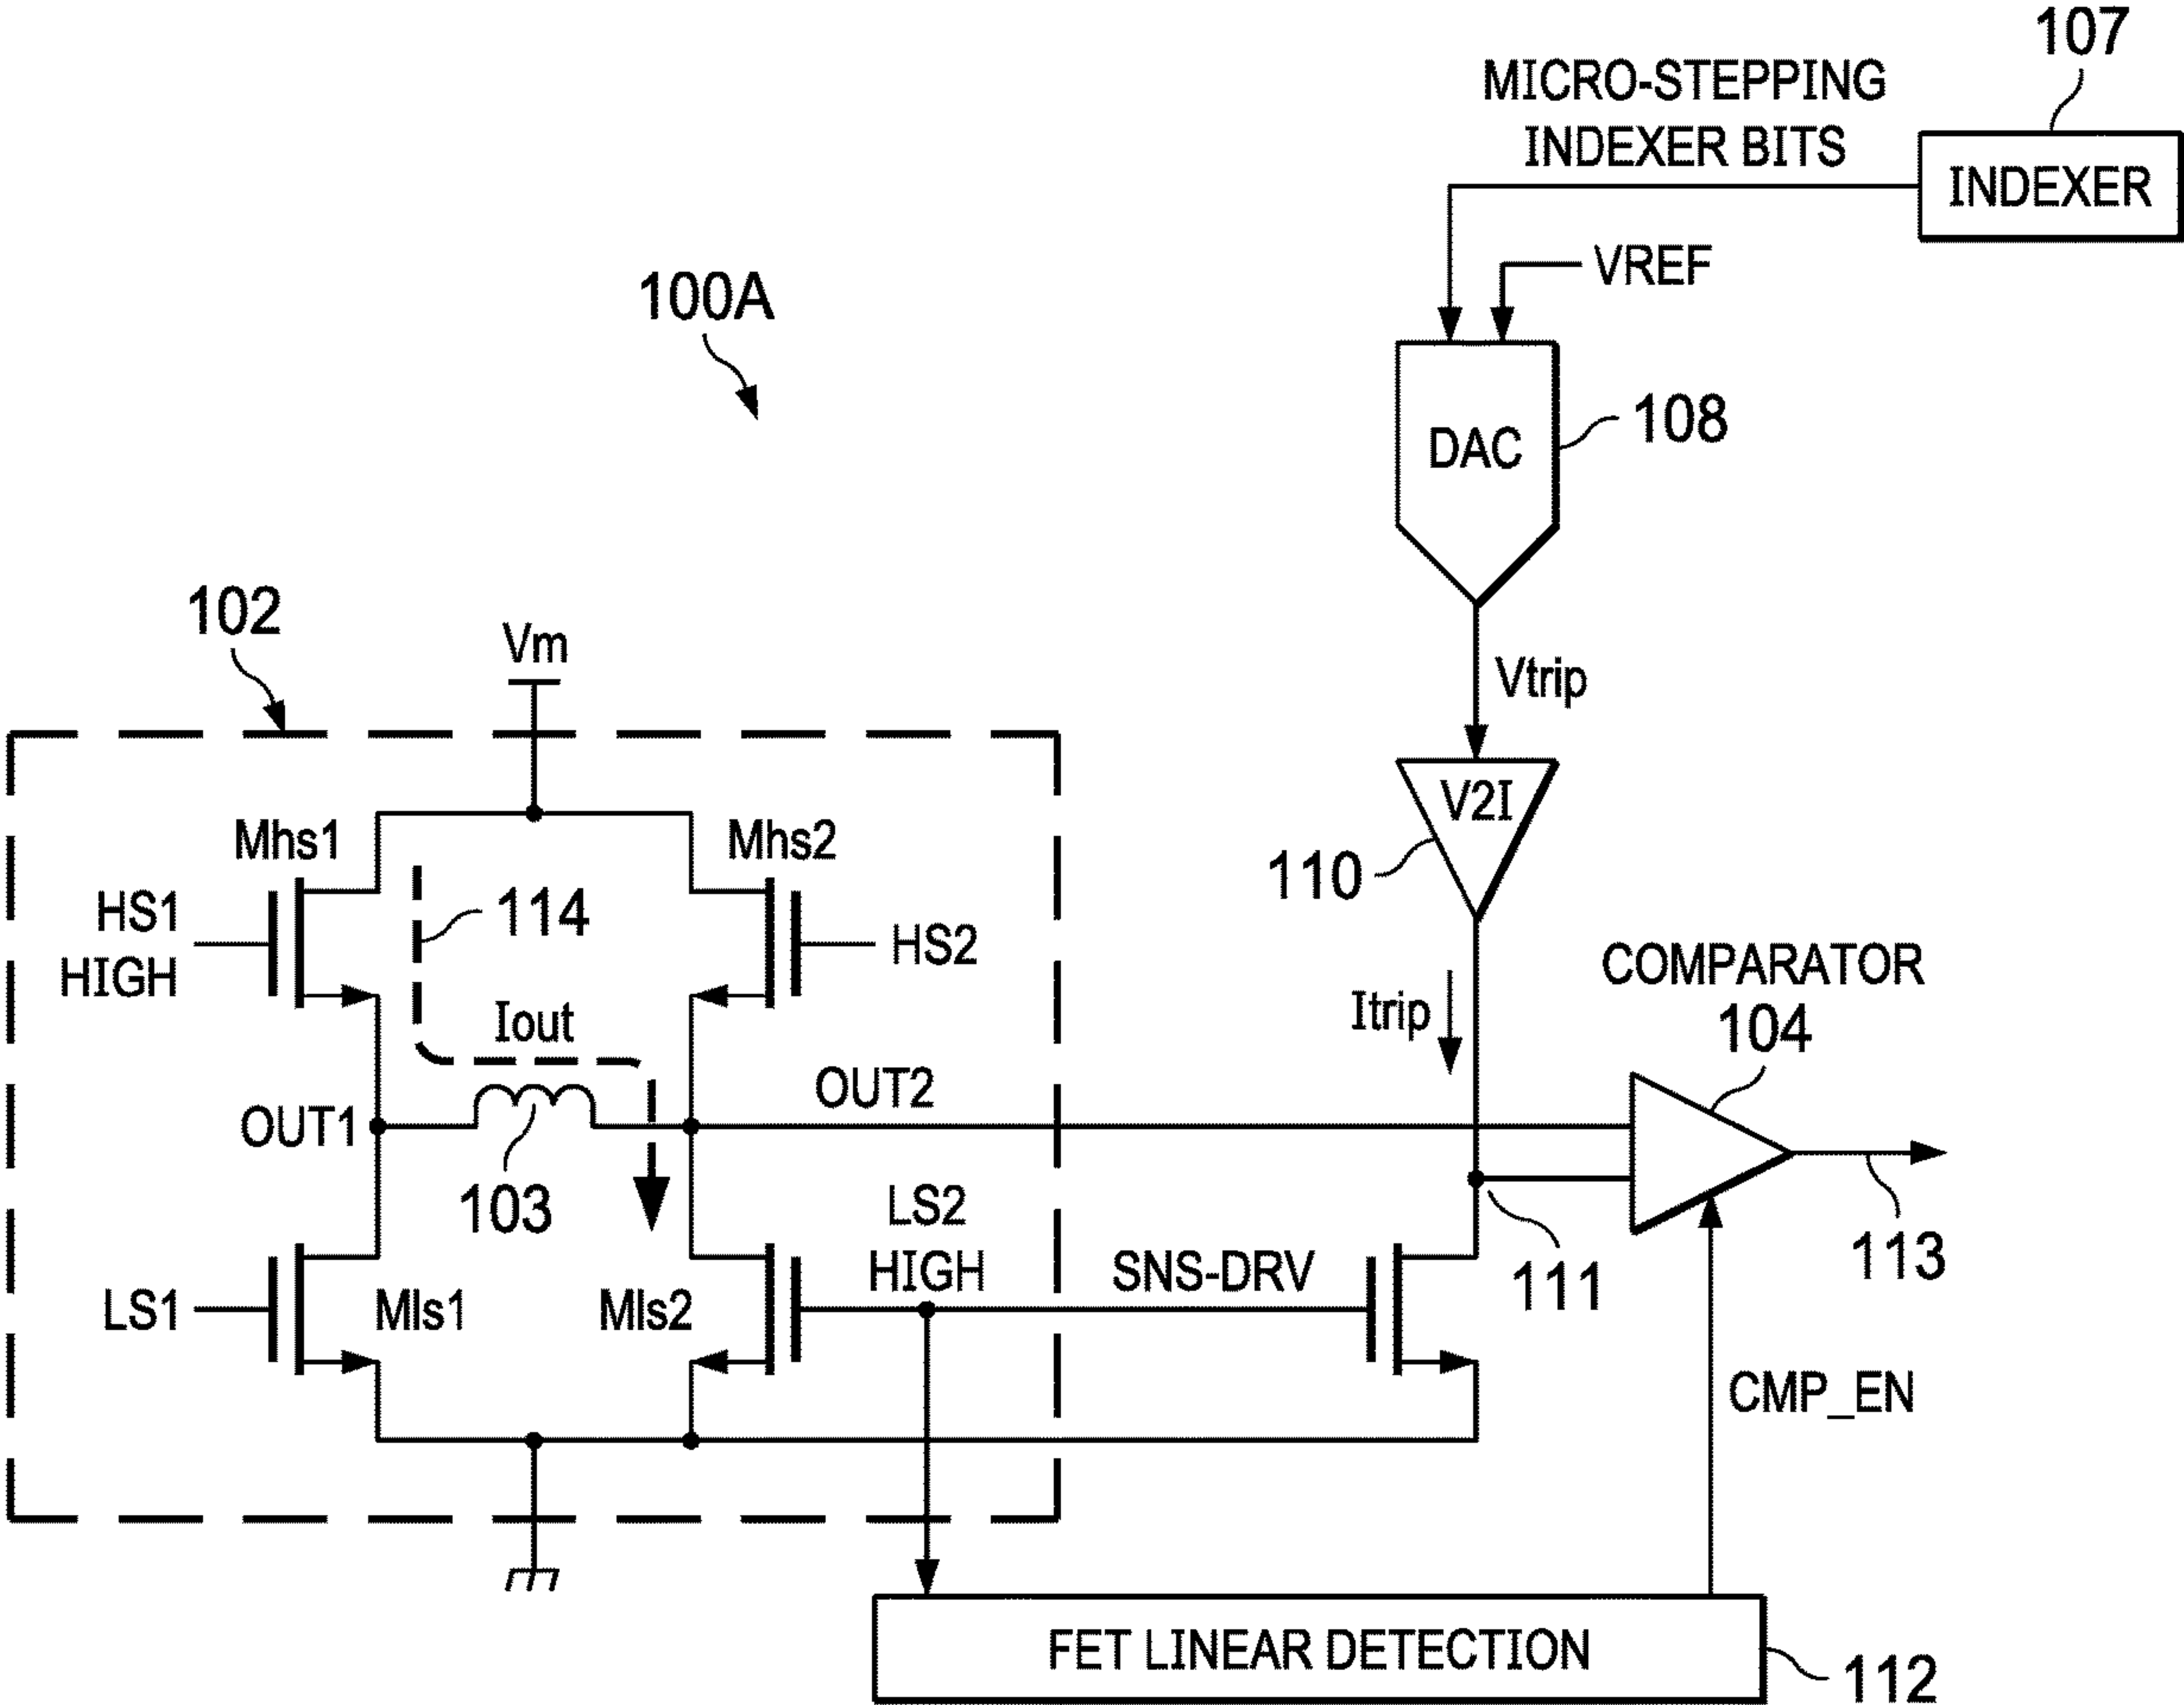 107
MICRO-STEPPING
INDEXER BITS
INDEXER
VREF
100A
108
DAC
102
Vm
Vtrip
V2I
110
Mhs1
Mhs2
HS1
HIGH
114
HS2
COMPARATOR
104
Itrip
Iout
OUT2
OUT1
103
LS2
HIGH
SNS-DRV
111
113
LS1
Mls1
Mls2
CMP_EN
FET LINEAR DETECTION
112